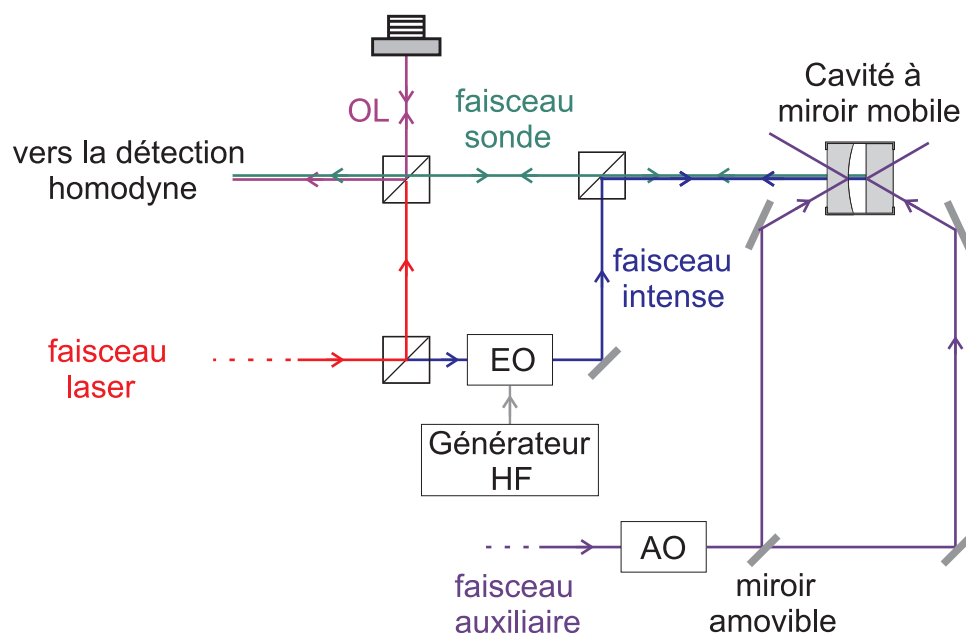 Cavité à
miroir mobile
faisceau
sonde
OL
vers la détection
homodyne
faisceau
intense
faisceau
laser
EO
Générateur
HF
AO
faisceau
auxiliaire
miroir
amovible